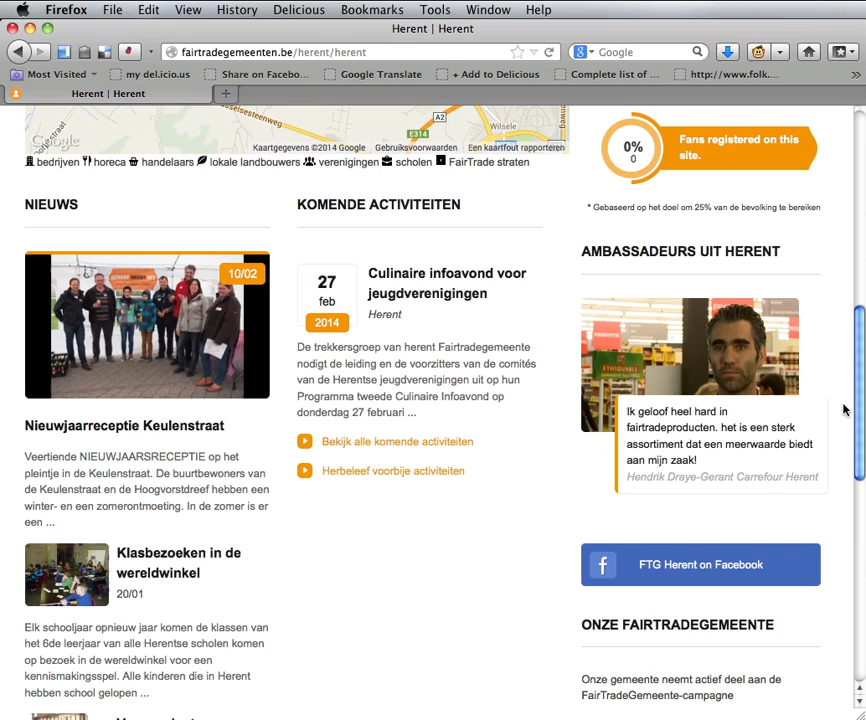 Firefox File Edit View History Delicious Bookmarks Tools Window Help
Herent | Herent
fairtradegemeenten.be/herent/herent
Google
Most Visited my del.icio.us Share on Facebo... Google Translate + Add to Delicious Complete list of ... http://www.folk....
Herent | Herent
A2
E314
Wilsele
Google
Kaartgegevens ©2014 Google Gebruiksvoorwaarden Een kaartfout rapporteren
bedrijven horeca handelaars lokale landbouwers verenigingen scholen FairTrade straten
0%
0
Fans registered on this
site.
* Gebaseerd op het doel om 25% van de bevolking te bereiken
NIEUWS
10/02
Nieuwjaarreceptie Keulenstraat
Veertiende NIEUWJAARSRECEPTIE op het
pleintje in de Keulenstraat. De buurtbewoners van
de Keulenstraat en de Hoogvorstdreef hebben een
winter- en een zomerontmoeting. In de zomer is er
een ...
Klasbezoeken in de
wereldwinkel
20/01
Elk schooljaar opnieuw jaar komen de klassen van
het 6de leerjaar van alle Herentse scholen komen
op bezoek in de wereldwinkel voor een
kennismakingsspel. Alle kinderen die in Herent
hebben school gelopen ...
KOMENDE ACTIVITEITEN
27
feb
2014
Culinaire infoavond voor
jeugdverenigingen
Herent
De trekkersgroep van herent Fairtradegemeente
nodigt de leiding en de voorzitters van de comités
van de Herentse jeugdverenigingen uit op hun
Programma tweede Culinaire Infoavond op
donderdag 27 februari ...
Bekijk alle komende activiteiten
Herbeleef voorbije activiteiten
AMBASSADEURS UIT HERENT
ETHIQUABLE
Ik geloof heel hard in
fairtradeproducten. het is een sterk
assortiment dat een meerwaarde biedt
aan mijn zaak!
Hendrik Draye-Gerant Carrefour Herent
f FTG Herent on Facebook
ONZE FAIRTRADEGEMEENTE
Onze gemeente neemt actief deel aan de
FairTradeGemeente-campagne